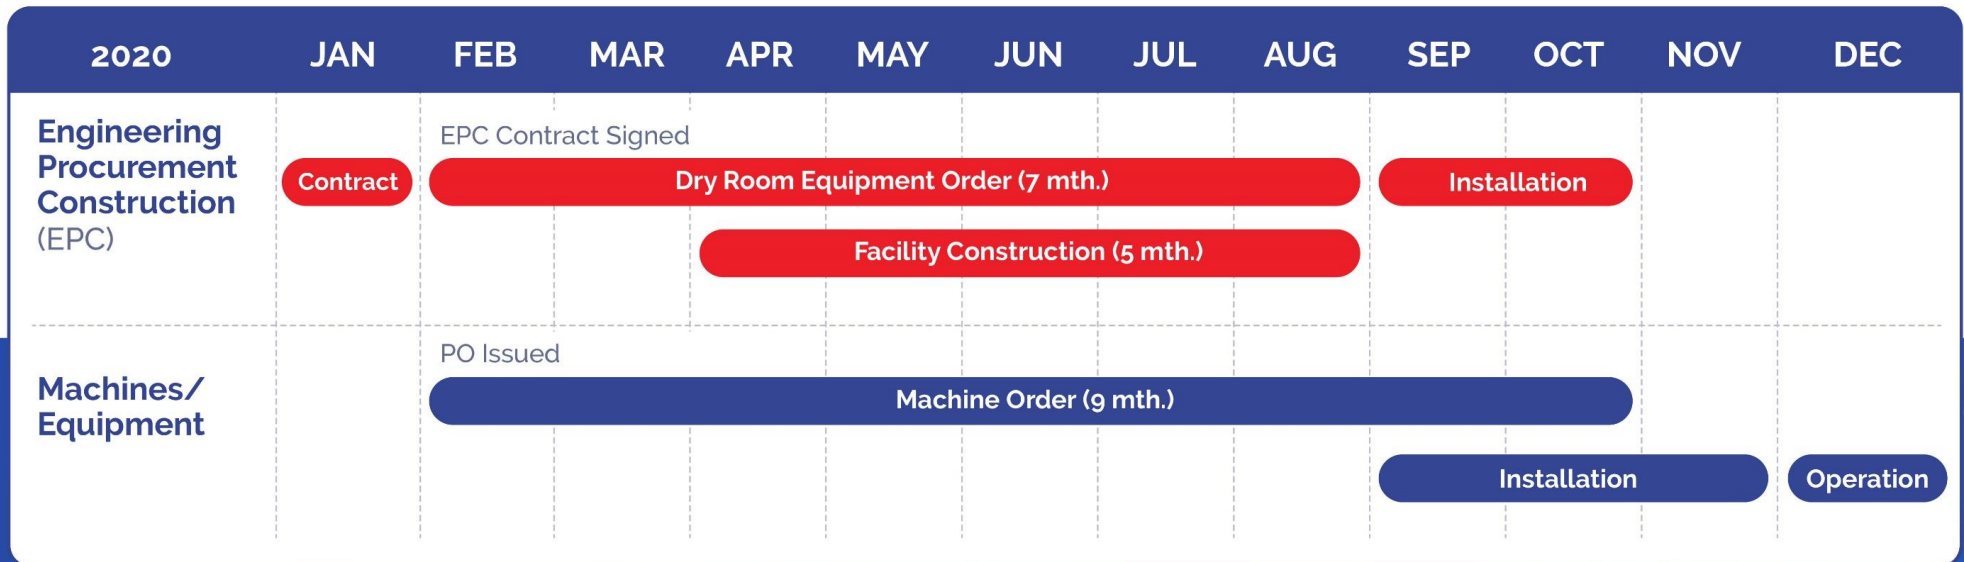 2020 JAN FEB MAR APR MAY JUN JUL AUG SEP OCT NOV DEC
Engineering
Procurement
Construction
(EPC)
EPC Contract Signed
Contract Dry Room Equipment Order (7 mth.) Installation
Facility Construction (5 mth.)
Machines/
Equipment
PO Issued
Machine Order (9 mth.)
Installation Operation